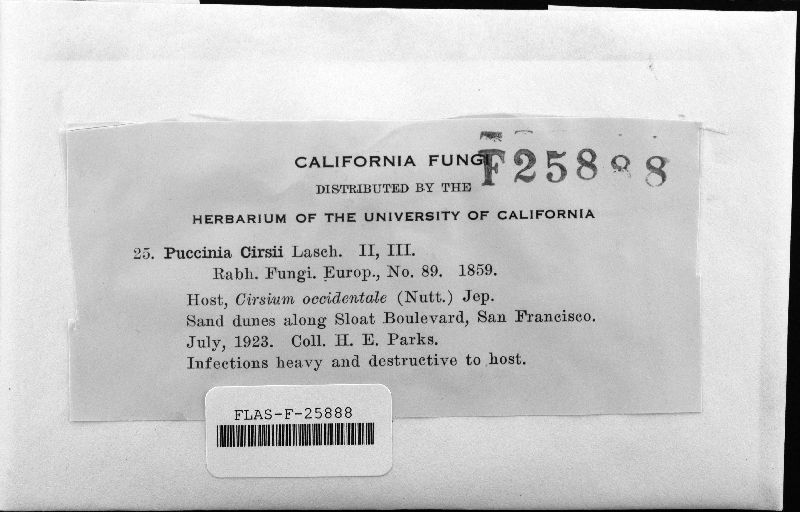 CALIFORNIA FUNGI
F25888
DISTRIBUTED BY THE
HERBARIUM OF THE UNIVERSITY OF CALIFORNIA
25. Puccinia Cirsii Lasch. II, III.
Rabh. Fungi. Europ., No. 89. 1859.
Host, Cirsium occidentale (Nutt.) Jep.
Sand dunes along Sloat Boulevard, San Francisco.
July, 1923. Coll. H. E. Parks.
Infections heavy and destructive to host.
FLAS-F-25888